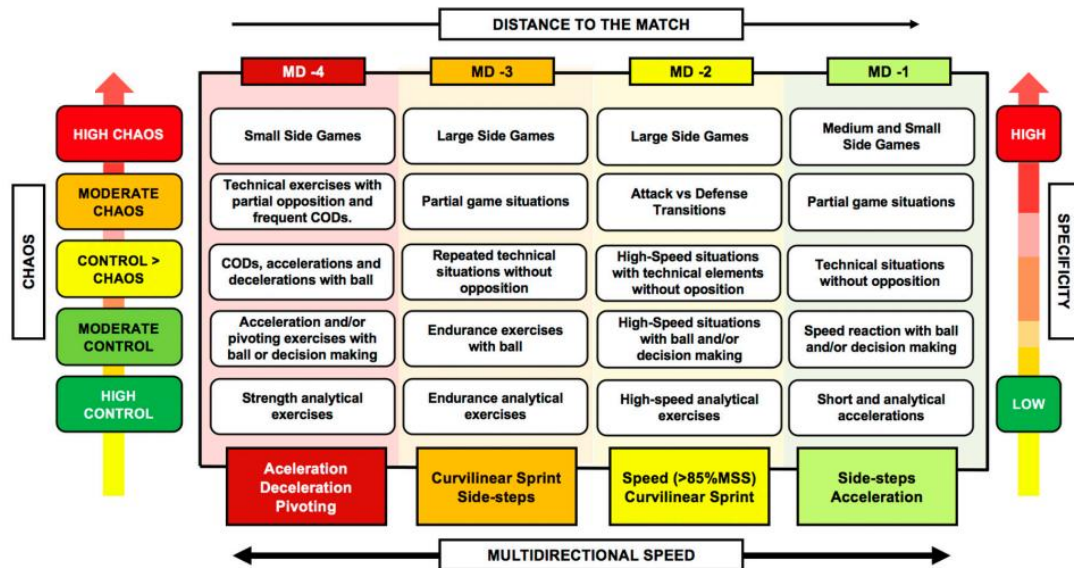 DISTANCE TO THE MATCH
MD -4
MD -3
MD -2
MD -1
HIGH CHAOS
Small Side Games
Large Side Games
Large Side Games
Medium and Small
Side Games
HIGH
MODERATE
CHAOS
Technical exercises with
partial opposition and
frequent CODs.
Partial game situations
Attack vs Defense
Transitions
Partial game situations
CHAOS
CONTROL >
CHAOS
CODs, accelerations and
decelerations with ball
Repeated technical
situations without
opposition
High-Speed situations
with technical elements
without oposition
Technical situations
without opposition
SPECIFICITY
MODERATE
CONTROL
Acceleration and/or
pivoting exercises with
ball or decision making
Endurance exercises
with ball
High-Speed situations
with ball and/or
decision making
Speed reaction with ball
and/or decision making
HIGH
CONTROL
Strength analytical
exercises
Endurance analytical
exercises
High-speed analytical
exercises
Short and analytical
accelerations
LOW
Aceleration
Deceleration
Pivoting
Curvilinear Sprint
Side-steps
Speed (>85%MSS)
Curvilinear Sprint
Side-steps
Acceleration
MULTIDIRECTIONAL SPEED